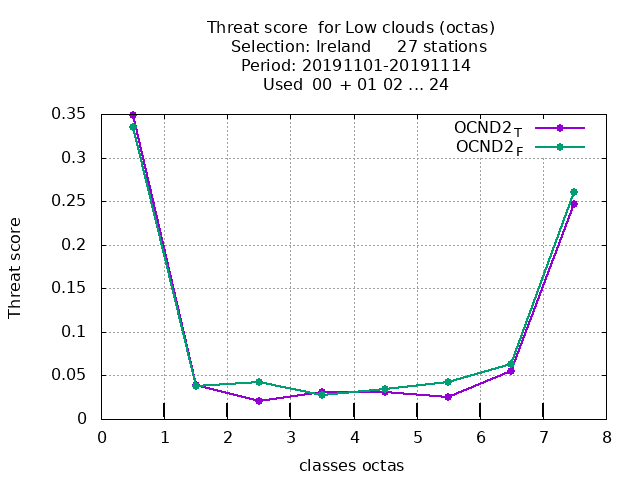 Threat score  for Low clouds (octas)
Selection: Ireland     27 stations
Period: 20191101-20191114
Used  00 + 01 02 ... 24
OCND2_T
OCND2_F
0.35
0.3
0.25
0.2
0.15
0.1
0.05
0
Threat score
0 1 2 3 4 5 6 7 8
classes octas